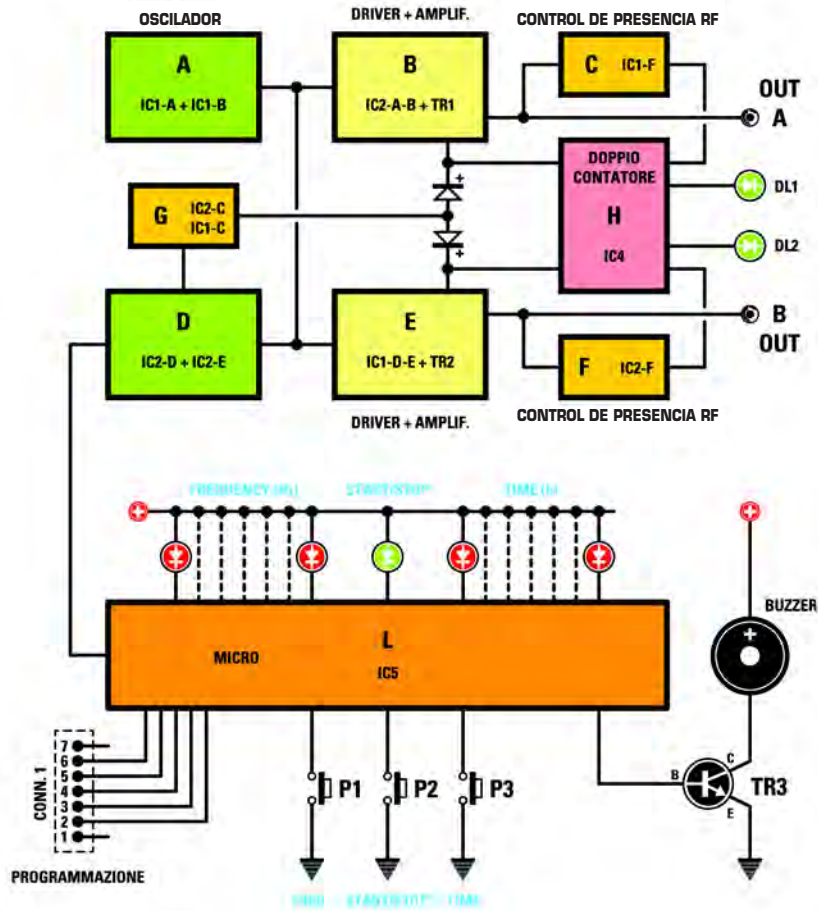 OSCILADOR
DRIVER + AMPLIF.
CONTROL DE PRESENCIA RF
A
IC1-A + IC1-B
B
IC2-A-B + TR1
C IC1-F
OUT
A
DOPPIO
CONTATORE
H
IC4
DL1
DL2
G IC2-C
IC1-C
D
IC2-D + IC2-E
E
IC1-D-E + TR2
F IC2-F
B
OUT
DRIVER + AMPLIF.
CONTROL DE PRESENCIA RF
START/STOP
L
MICRO
IC5
BUZZER
CONN. 1
7
6
5
4
3
2
1
P1
P2
P3
B
C
E
TR3
PROGRAMMAZIONE